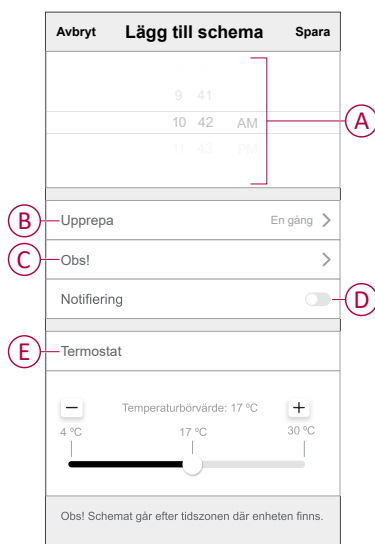 Avbryt Lägg till schema Spara
9 41
10 42 AM
11 43 PM
A
B Upprepa En gång
C Obs!
Notifiering D
E Termostat
− Temperaturbörvärde: 17 ºC +
4 ºC 17 ºC 30 ºC
Obs! Schemat går efter tidszonen där enheten finns.